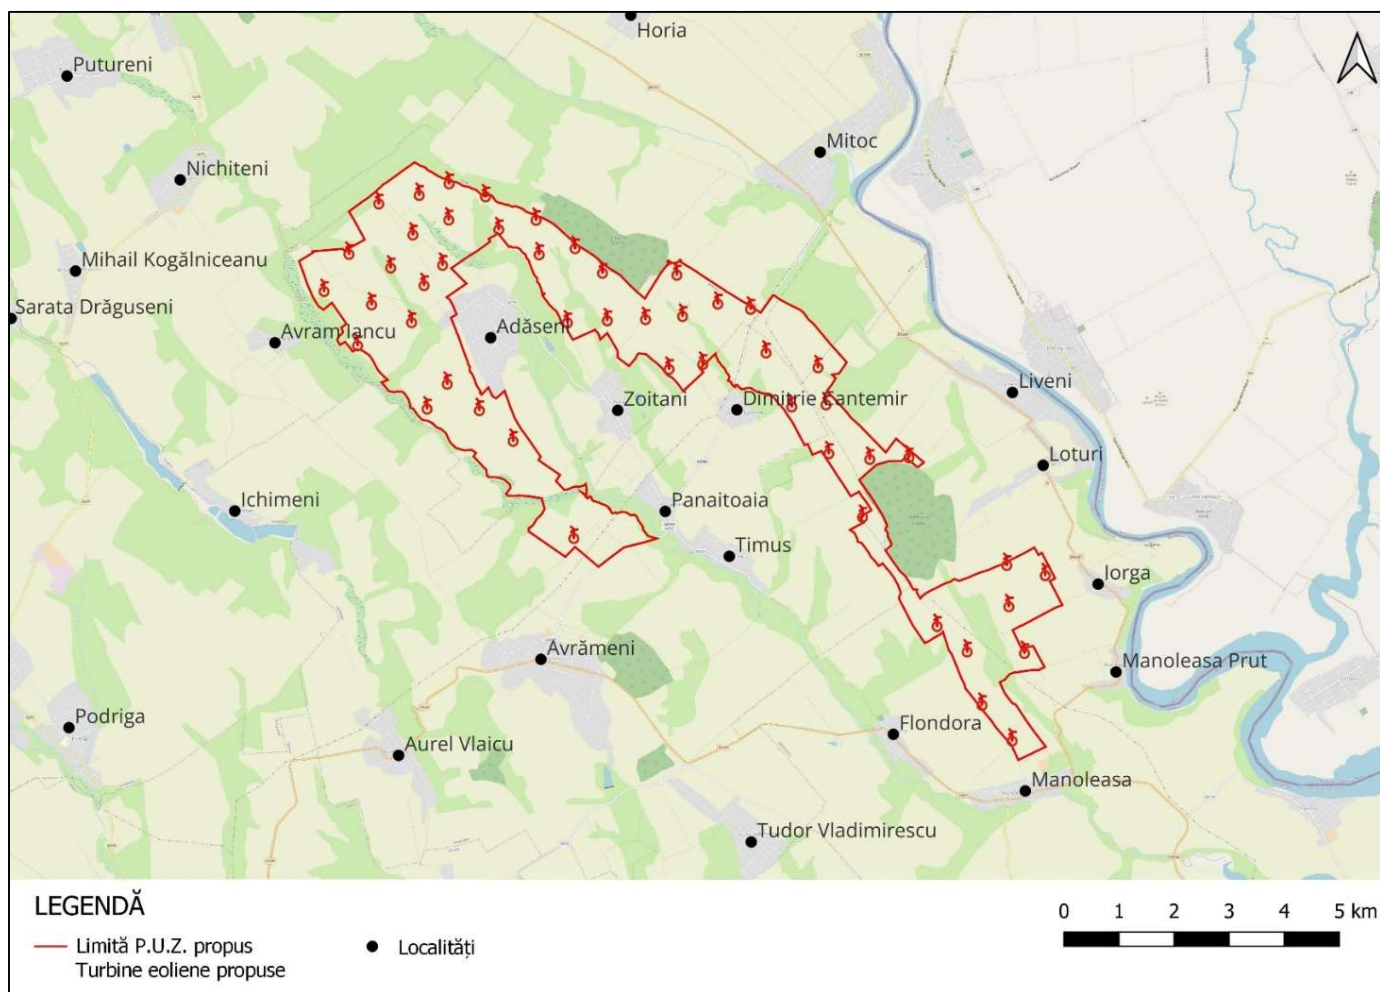 Horia
Putureni
Mitoc
Nichiteni
Mihail Kogălniceanu
Sarata Drăguseni
Avram Iancu
Adăseni
Liveni
Zoitani
Dimitrie Cantemir
Loturi
Ichimeni
Panaitoaia
Timus
Iorga
Avrămeni
Manoleasa Prut
Podriga
Flondora
Aurel Vlaicu
Manoleasa
Tudor Vladimirescu
LEGENDĂ
Limită P.U.Z. propus
Turbine eoliene propuse
Localități
0 1 2 3 4 5 km